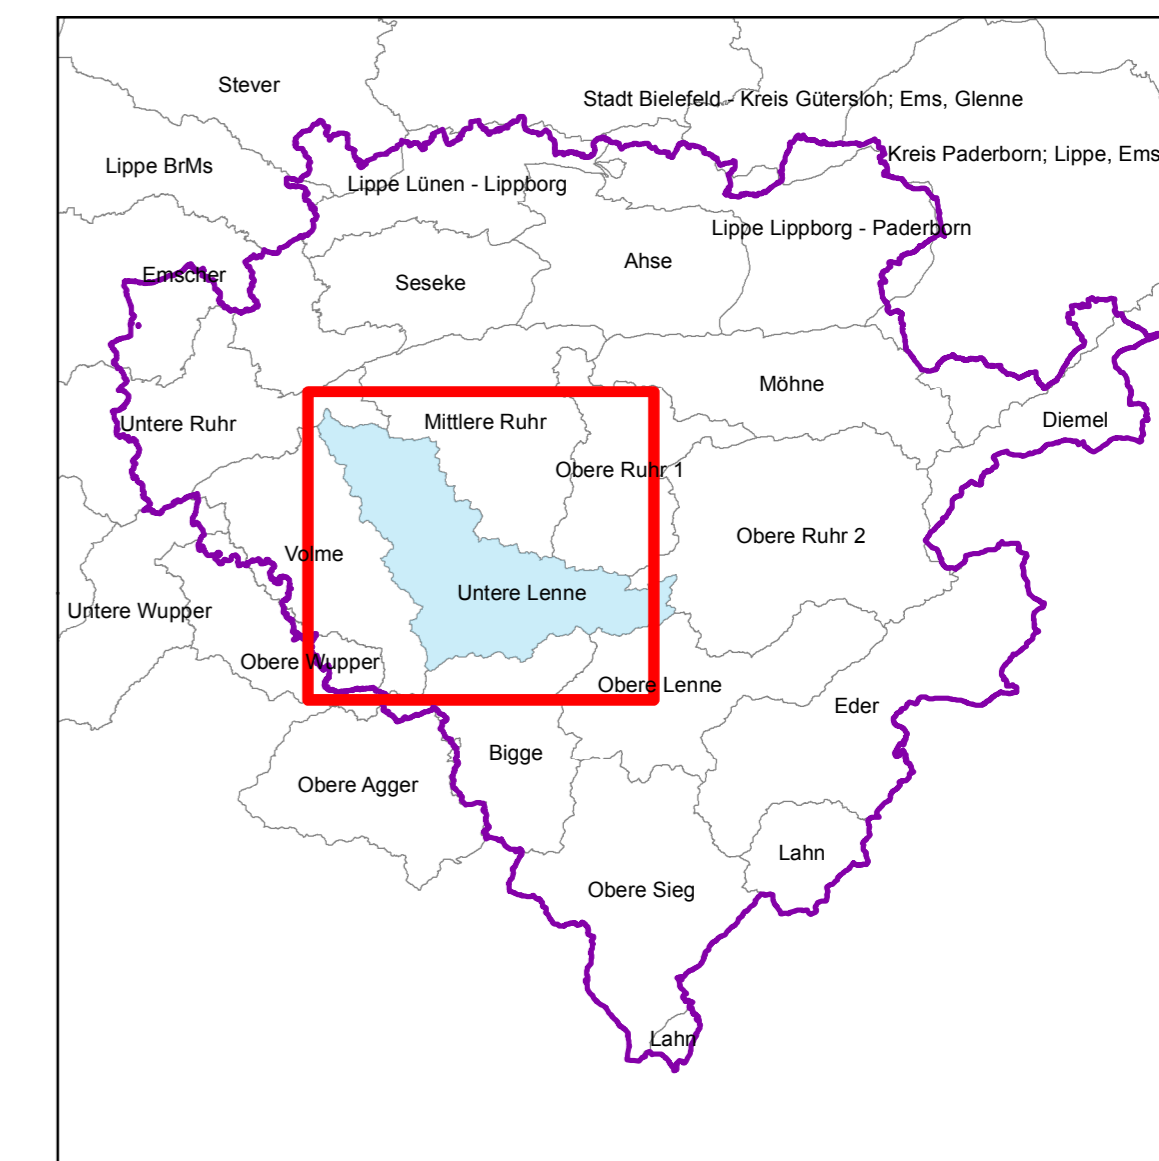 Stever
Stadt Bielefeld - Kreis Gütersloh; Ems, Glenne
Kreis Paderborn; Lippe, Ems
Lippe BrMs
Lippe Lünen - Lippborg
Lippe Lippborg - Paderborn
Ahse
Emscher
Seseke
Möhne
Untere Ruhr
Mittlere Ruhr
Diemel
Obere Ruhr 1
Obere Ruhr 2
Volme
Untere Lenne
Untere Wupper
Obere Wupper
Obere Lenne
Eder
Bigge
Obere Agger
Lahn
Obere Sieg
Lahn